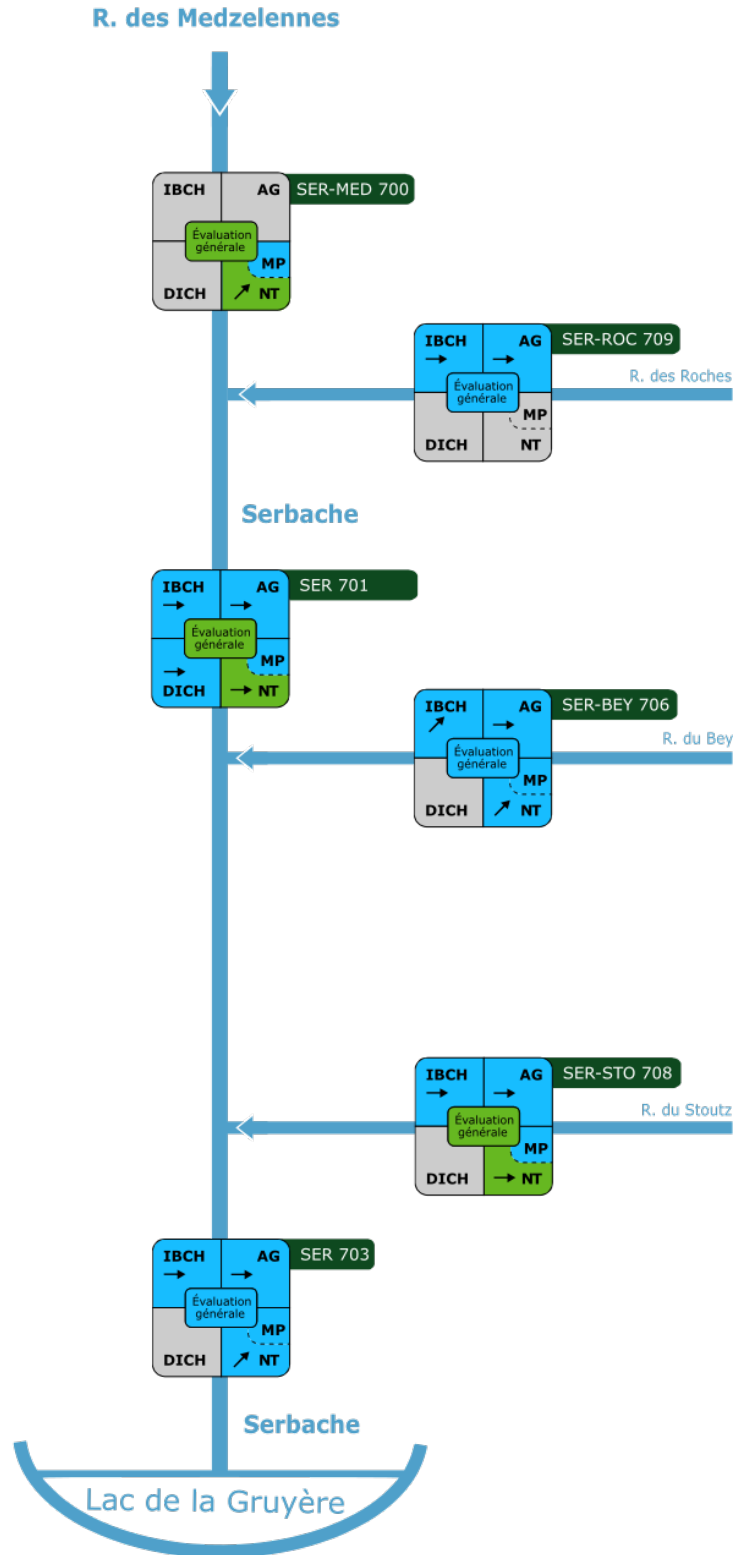 R. des Medzelennes
IBCH AG SER-MED 700
Évaluation
générale
MP
DICH NT
IBCH AG SER-ROC 709
R. des Roches
Évaluation
générale
MP
DICH NT
Serbache
IBCH AG SER 701
Évaluation
générale
MP
DICH NT
IBCH AG SER-BEY 706
R. du Bey
Évaluation
générale
MP
DICH NT
IBCH AG SER-STO 708
R. du Stoutz
Évaluation
générale
MP
DICH NT
IBCH AG SER 703
Évaluation
générale
MP
DICH NT
Serbache
Lac de la Gruyère